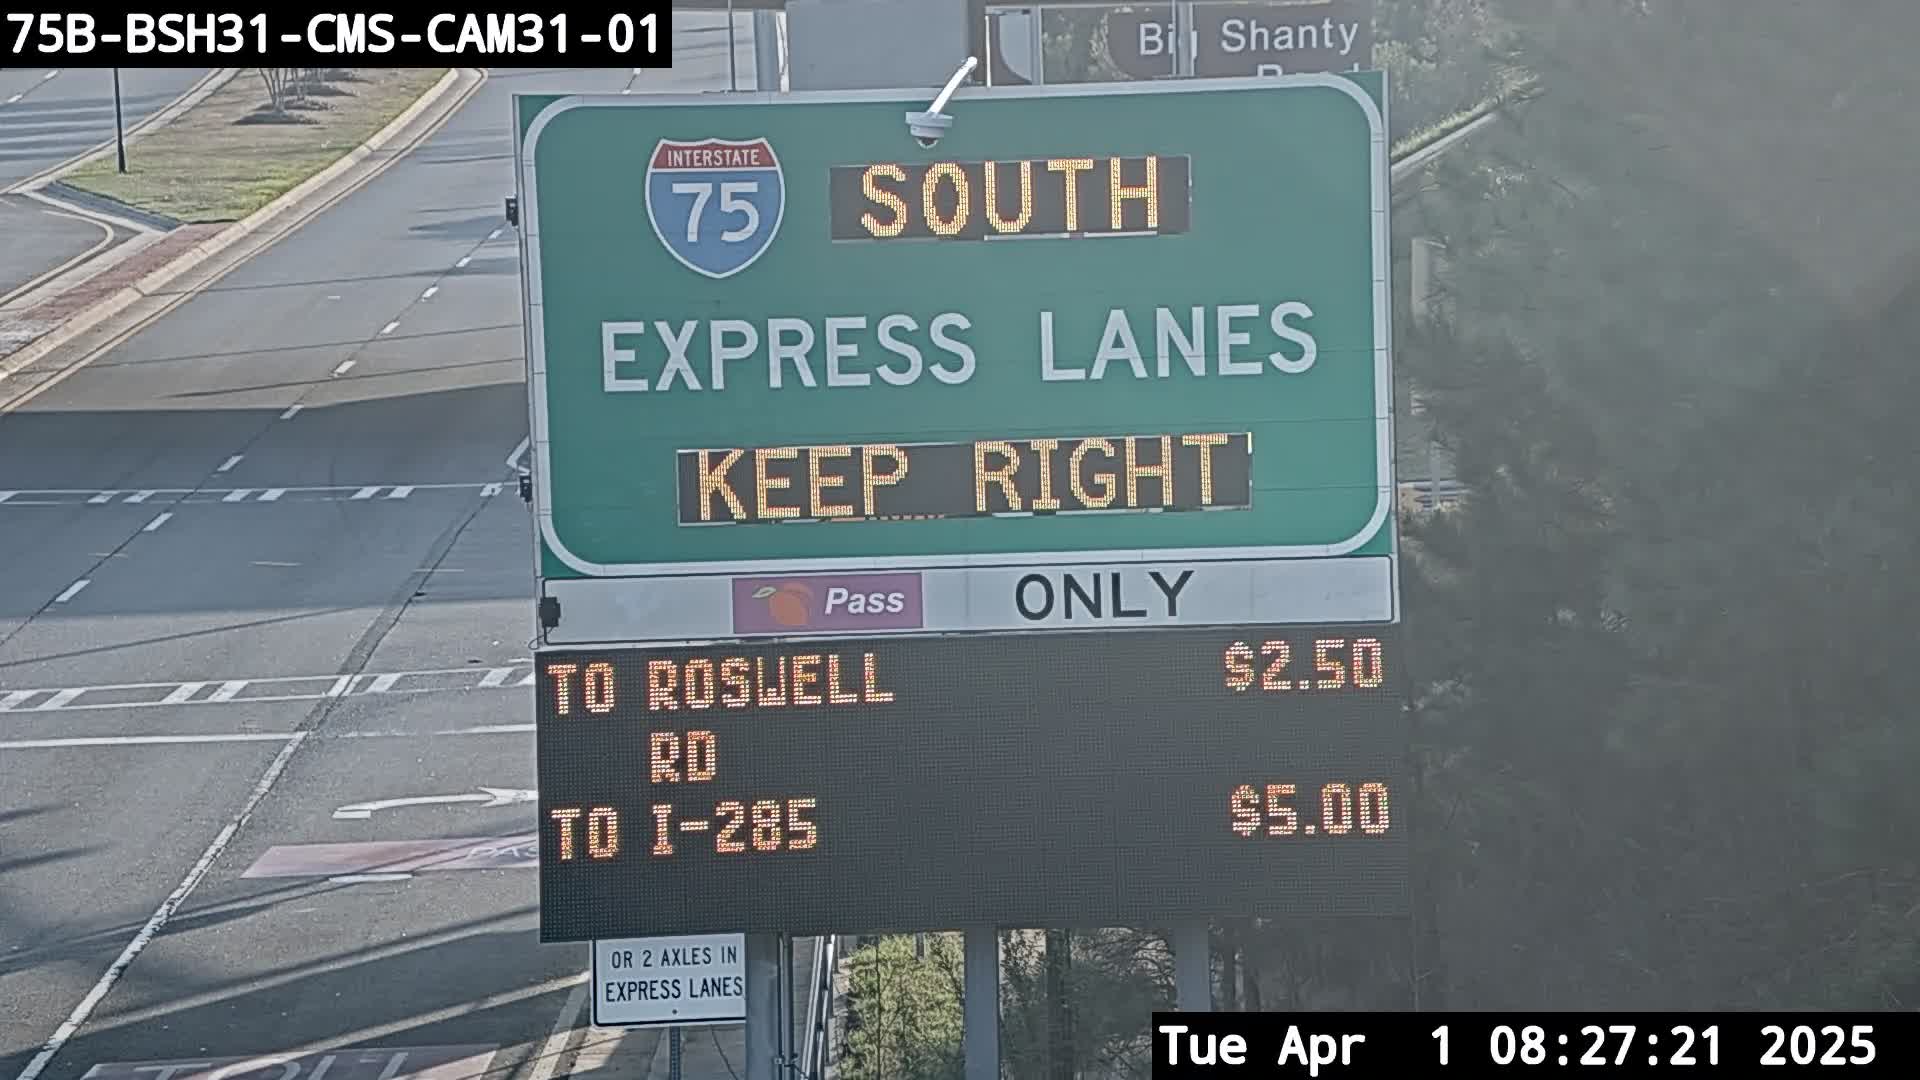 75B-BSH31-CMS-CAM31-01
Big Shanty
INTERSTATE
75
SOUTH
EXPRESS LANES
KEEP RIGHT
Pass
ONLY
TO ROSWELL $2.50
RD
TO I-285 $5.00
OR 2 AXLES IN
EXPRESS LANES
Tue Apr 1 08:27:21 2025